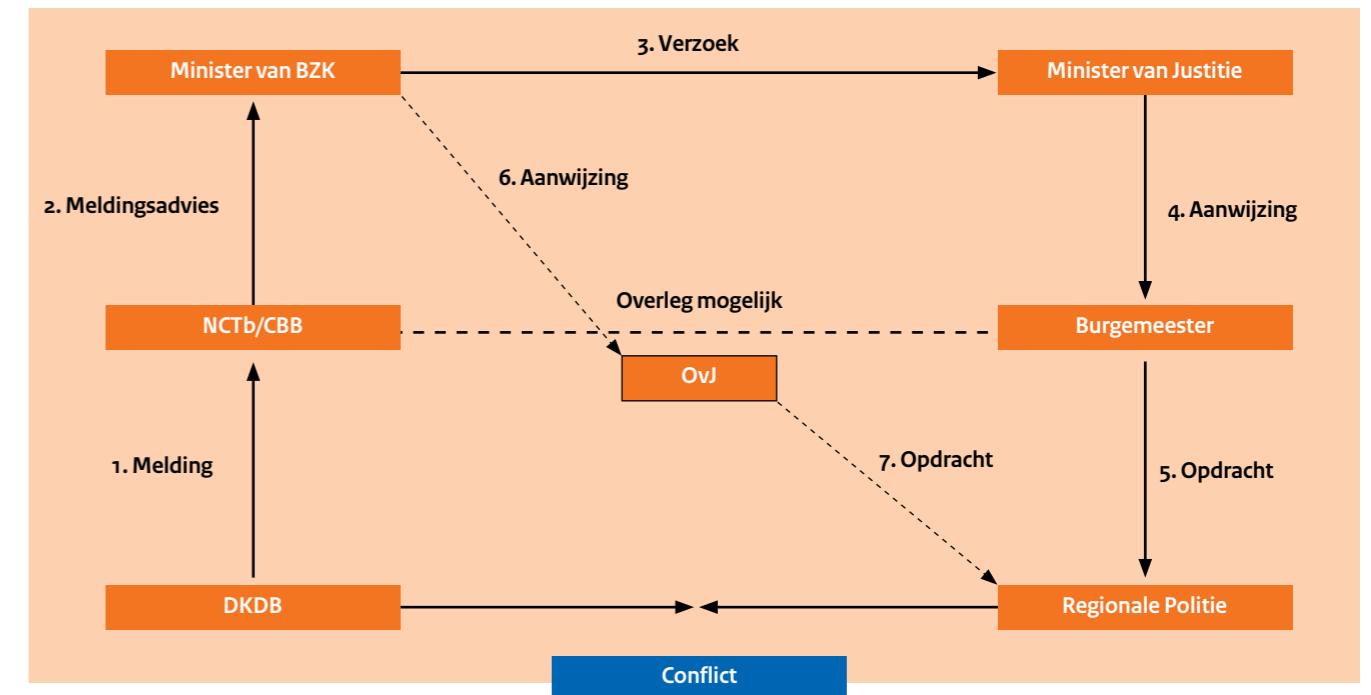 3. Verzoek
Minister van BZK
Minister van Justitie
6. Aanwijzing
2. Meldingsadvies
4. Aanwijzing
Overleg mogelijk
NCTb/CBB
Burgemeester
OvJ
1. Melding
7. Opdracht
5. Opdracht
DKDB
Regionale Politie
Conflict